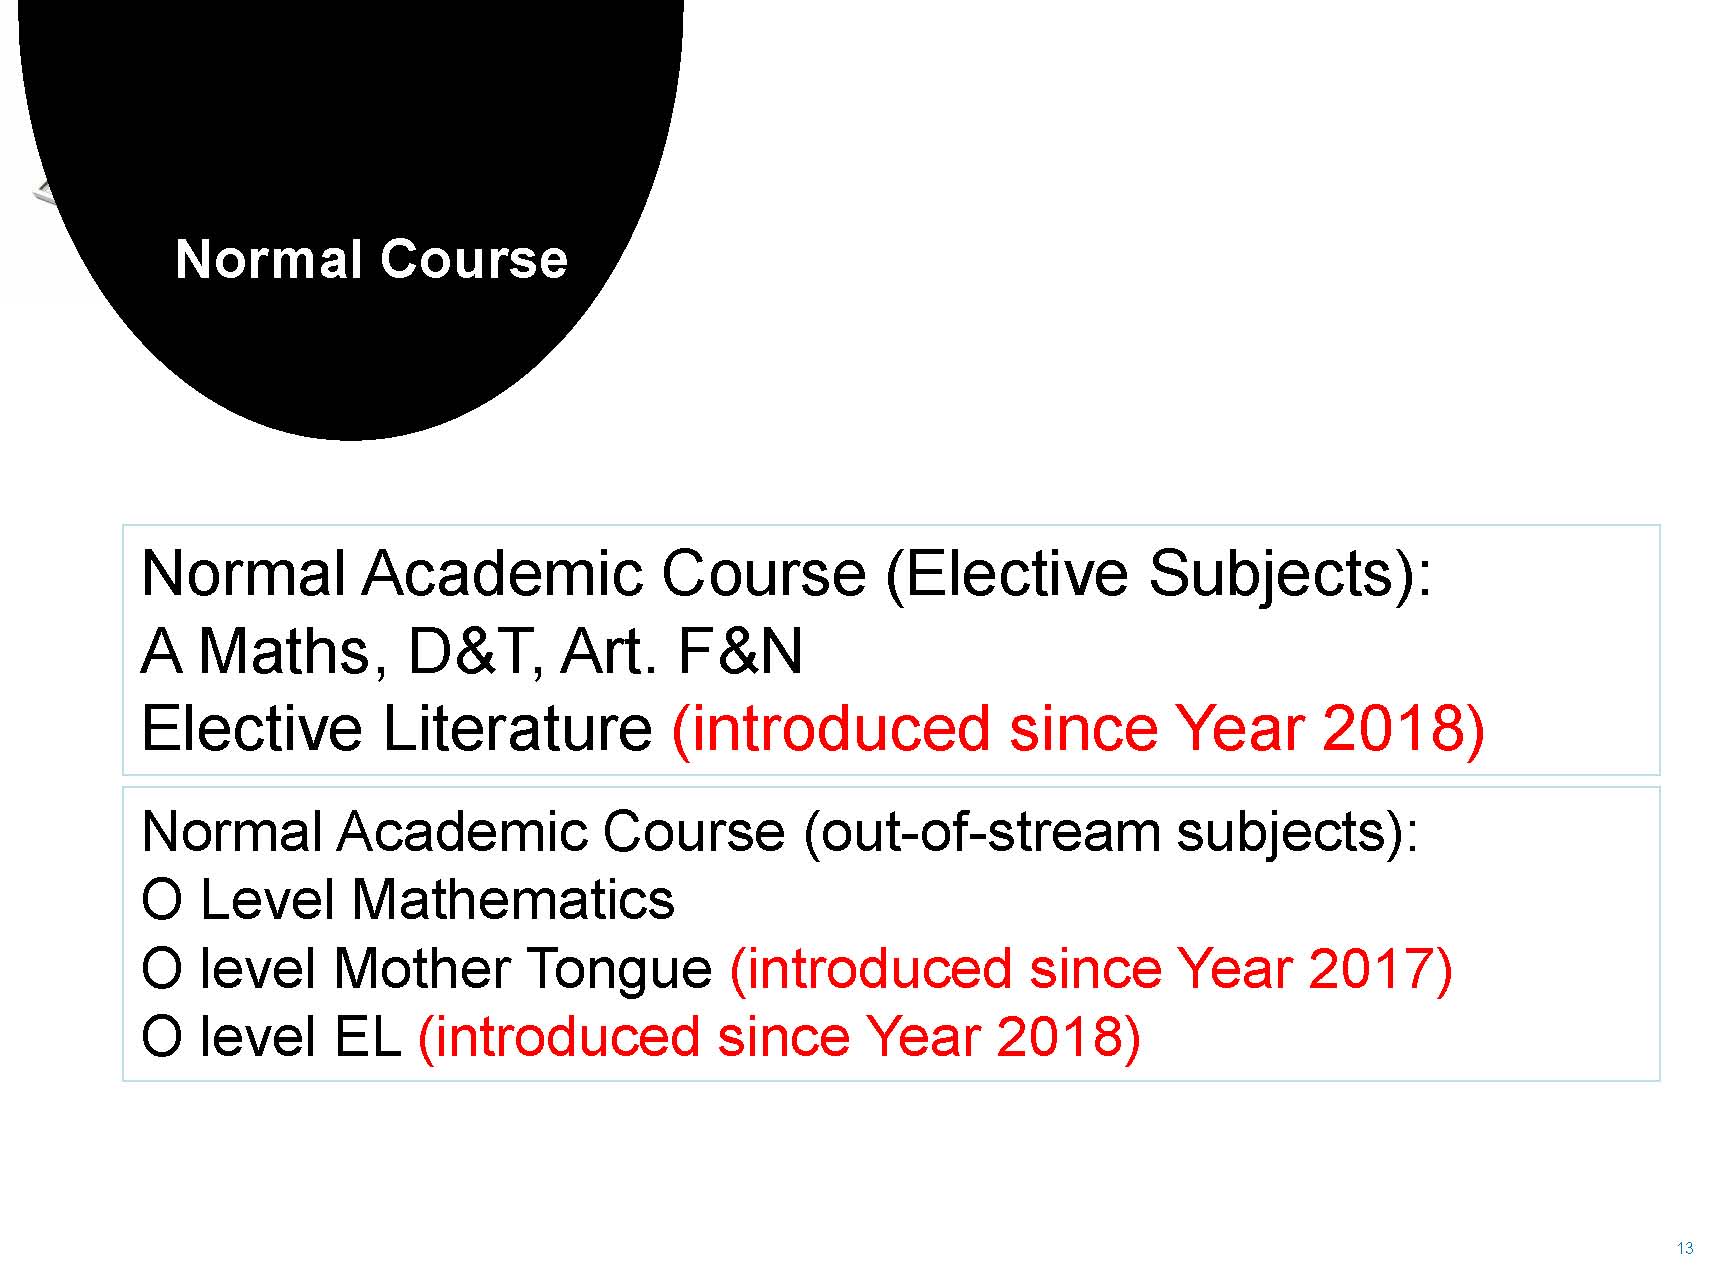 Normal Course
Normal Academic Course (Elective Subjects):
A Maths, D&T, Art. F&N
Elective Literature (introduced since Year 2018)
Normal Academic Course (out-of-stream subjects):
O Level Mathematics
O level Mother Tongue (introduced since Year 2017)
O level EL (introduced since Year 2018)
13